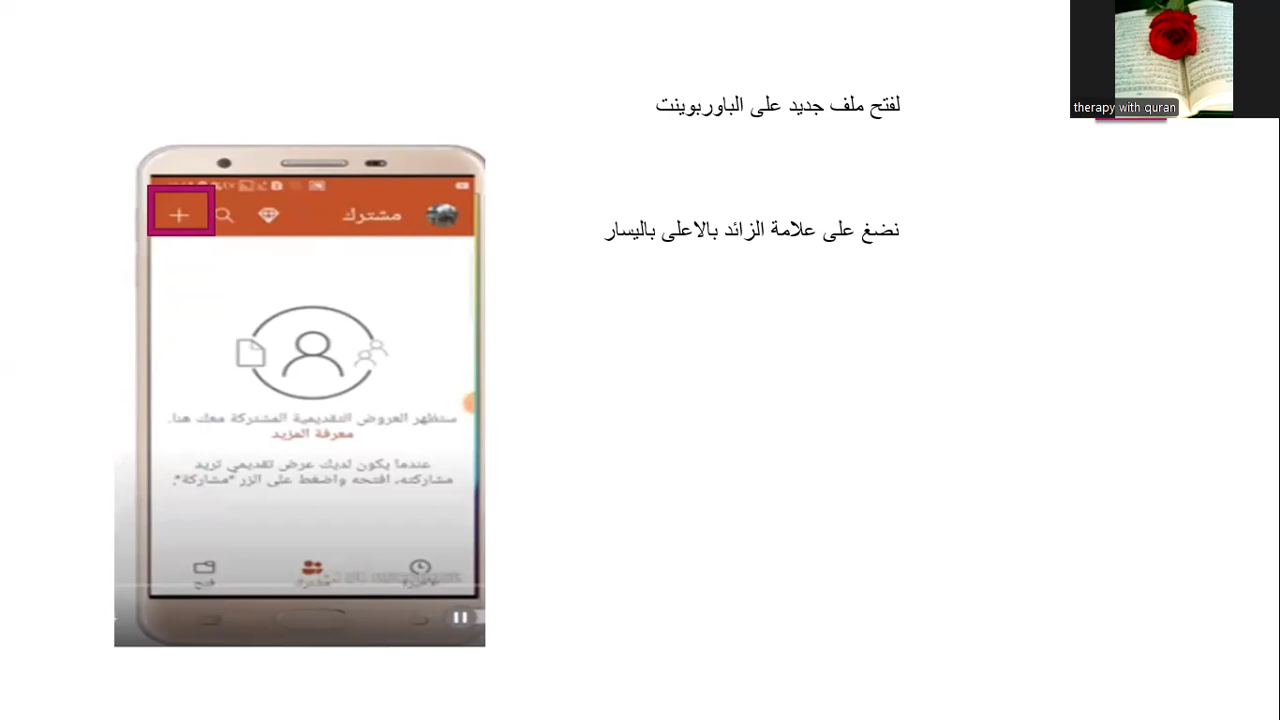 لفتح ملف جديد على الباوربوينت
therapy with quran
نضغ على علامة الزائد بالاعلى باليسار
مشترك
ستظهر العروض التقديمية المشتركة معك هنا.
معرفة المزيد
عندما يكون لديك عرض تقديمي تريد
مشاركته، افتحه واضغط على الزر "مشاركة".
فتح